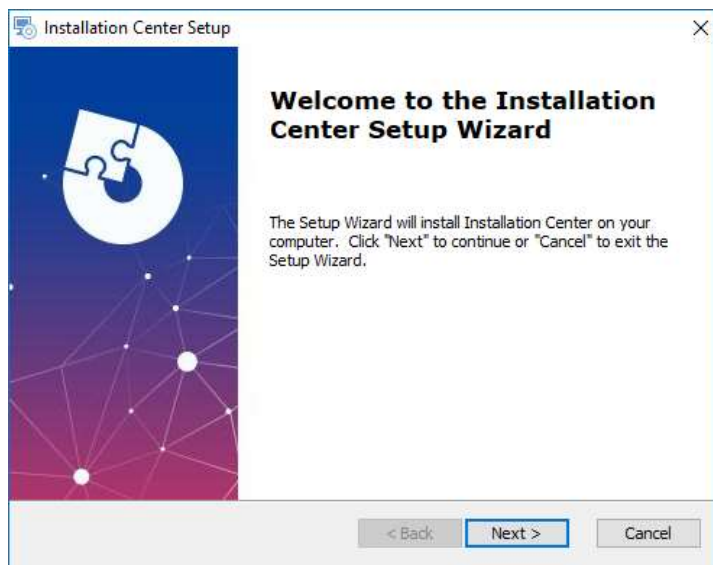 Installation Center Setup
Welcome to the Installation
Center Setup Wizard
The Setup Wizard will install Installation Center on your
computer. Click "Next" to continue or "Cancel" to exit the
Setup Wizard.
< Back Next > Cancel